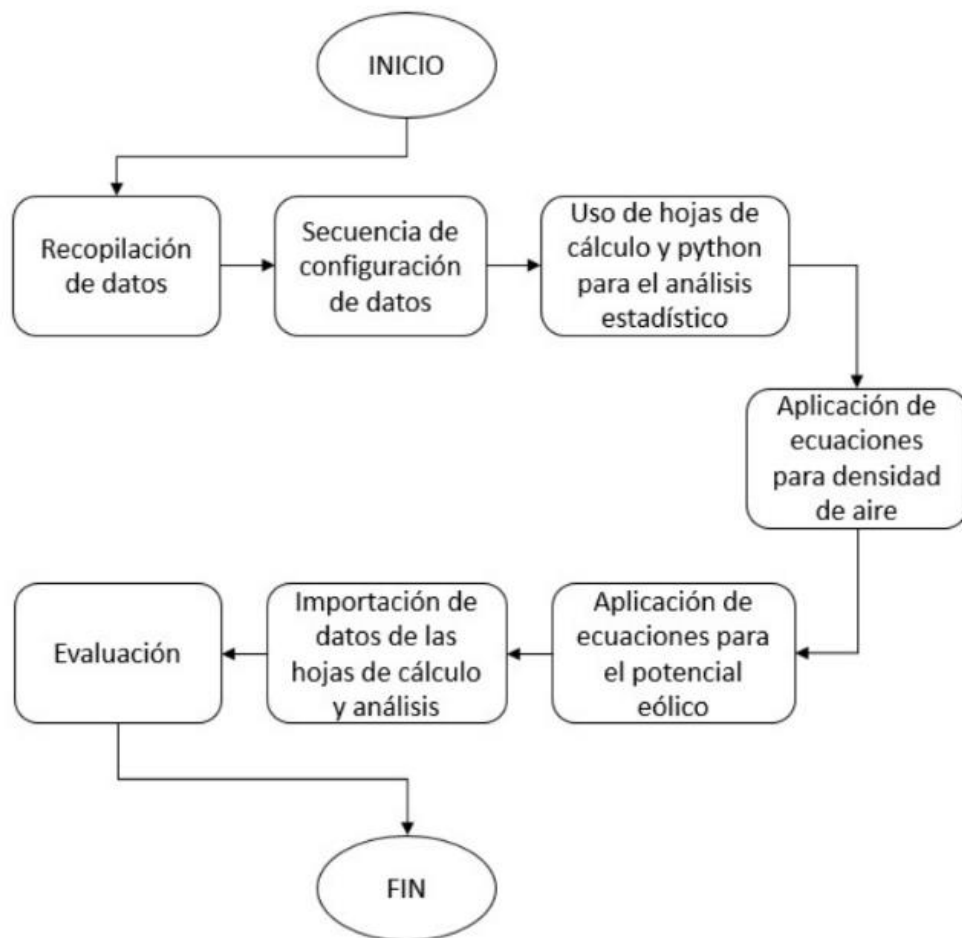 INICIO
Recopilación
de datos
Secuencia de
configuración
de datos
Uso de hojas de
cálculo y python
para el análisis
estadístico
Aplicación de
ecuaciones
para densidad
de aire
Aplicación de
ecuaciones para
el potencial
eólico
Importación de
datos de las
hojas de cálculo
y análisis
Evaluación
FIN